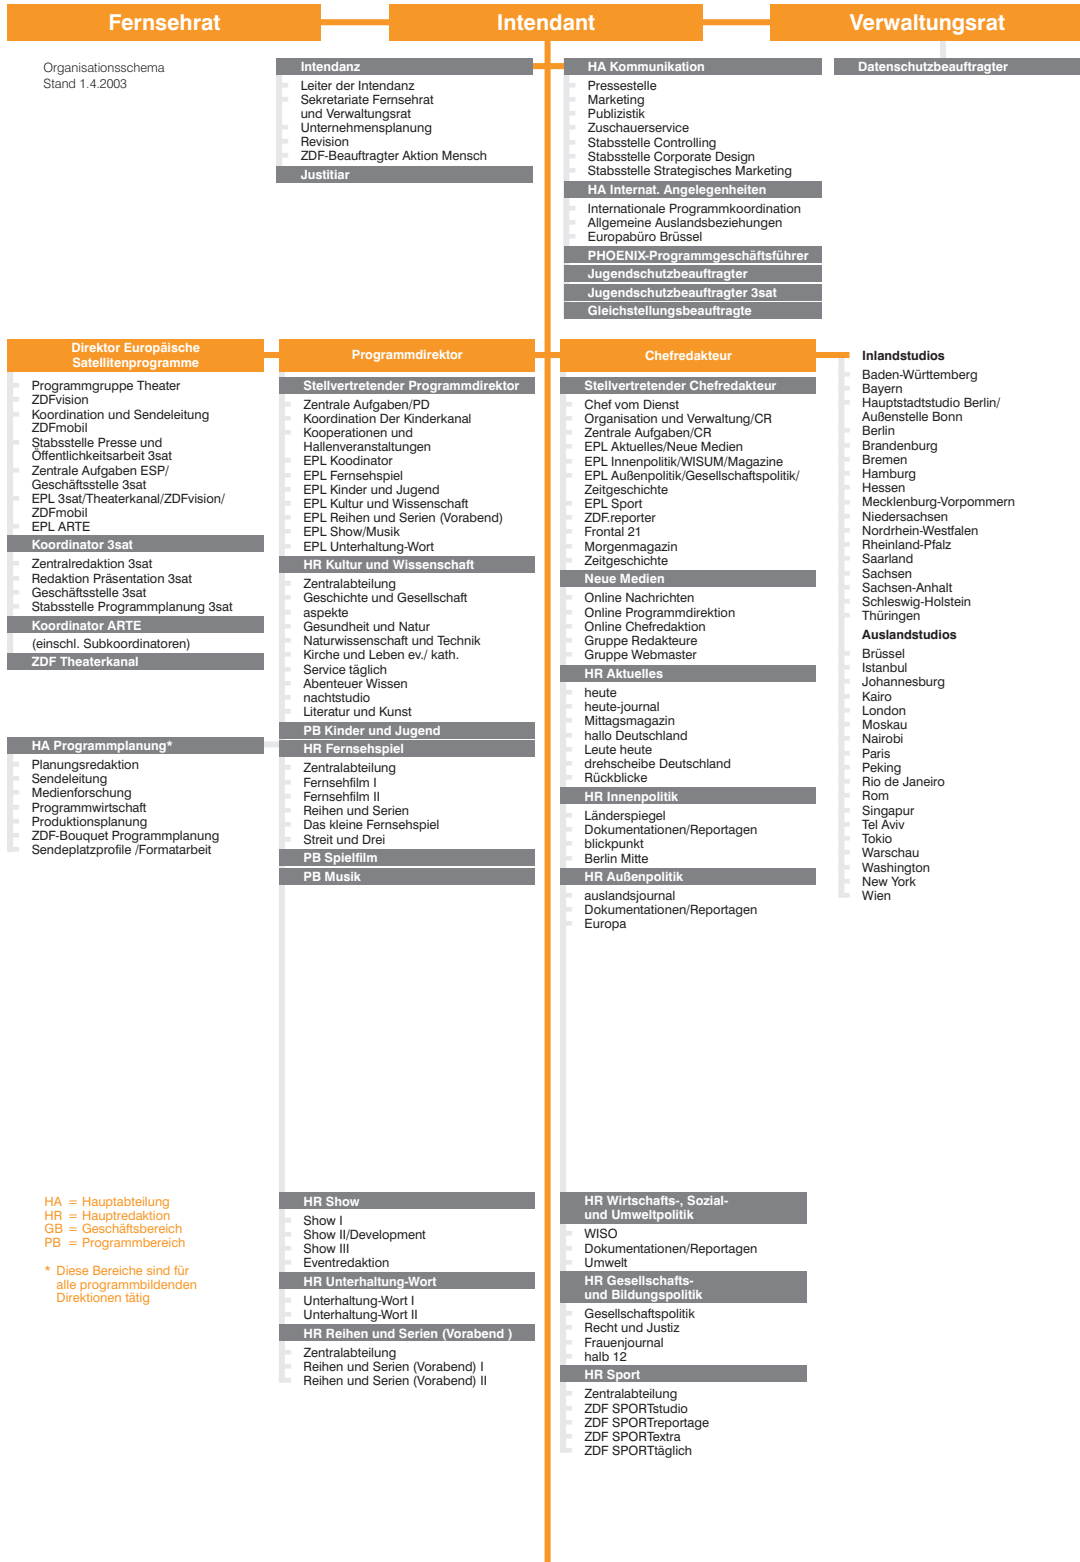 Fernsehrat
Intendant
Verwaltungsrat
Organisationsschema
Stand 1.4.2003
Intendanz
Leiter der Intendanz
Sekretariate Fernsehrat
und Verwaltungsrat
Unternehmensplanung
Revision
ZDF-Beauftragter Aktion Mensch
Justitiar
HA Kommunikation
Pressestelle
Marketing
Publizistik
Zuschauerservice
Stabsstelle Controlling
Stabsstelle Corporate Design
Stabsstelle Strategisches Marketing
HA Internat. Angelegenheiten
Internationale Programmkoordination
Allgemeine Auslandsbeziehungen
Europabüro Brüssel
PHOENIX-Programmgeschäftsführer
Jugendschutzbeauftragter
Jugendschutzbeauftragter 3sat
Gleichstellungsbeauftragte
Datenschutzbeauftragter
Direktor Europäische
Satellitenprogramme
Programmgruppe Theater
ZDFvision
Koordination und Sendeleitung
ZDFmobil
Stabsstelle Presse und
Öffentlichkeitsarbeit 3sat
Zentrale Aufgaben ESP/
Geschäftsstelle 3sat
EPL 3sat/Theaterkanal/ZDFvision/
ZDFmobil
EPL ARTE
Koordinator 3sat
Zentralredaktion 3sat
Redaktion Präsentation 3sat
Geschäftsstelle 3sat
Stabsstelle Programmplanung 3sat
Koordinator ARTE
(einschl. Subkoordinatoren)
ZDF Theaterkanal
HA Programmplanung*
Planungsredaktion
Sendeleitung
Medienforschung
Programmwirtschaft
Produktionsplanung
ZDF-Bouquet Programmplanung
Sendeplatzprofile /Formatarbeit
Programmdirektor
Stellvertretender Programmdirektor
Zentrale Aufgaben/PD
Koordination Der Kinderkanal
Kooperationen und
Hallenveranstaltungen
EPL Koodinator
EPL Fernsehspiel
EPL Kinder und Jugend
EPL Kultur und Wissenschaft
EPL Reihen und Serien (Vorabend)
EPL Show/Musik
EPL Unterhaltung-Wort
HR Kultur und Wissenschaft
Zentralabteilung
Geschichte und Gesellschaft
aspekte
Gesundheit und Natur
Naturwissenschaft und Technik
Kirche und Leben ev./ kath.
Service täglich
Abenteuer Wissen
nachtstudio
Literatur und Kunst
PB Kinder und Jugend
HR Fernsehspiel
Zentralabteilung
Fernsehfilm I
Fernsehfilm II
Reihen und Serien
Das kleine Fernsehspiel
Streit und Drei
PB Spielfilm
PB Musik
HR Show
Show I
Show II/Development
Show III
Eventredaktion
HR Unterhaltung-Wort
Unterhaltung-Wort I
Unterhaltung-Wort II
HR Reihen und Serien (Vorabend )
Zentralabteilung
Reihen und Serien (Vorabend) I
Reihen und Serien (Vorabend) II
Chefredakteur
Stellvertretender Chefredakteur
Chef vom Dienst
Organisation und Verwaltung/CR
Zentrale Aufgaben/CR
EPL Aktuelles/Neue Medien
EPL Innenpolitik/WISUM/Magazine
EPL Außenpolitik/Gesellschaftspolitik/
Zeitgeschichte
EPL Sport
ZDF.reporter
Frontal 21
Morgenmagazin
Zeitgeschichte
Neue Medien
Online Nachrichten
Online Programmdirektion
Online Chefredaktion
Gruppe Redakteure
Gruppe Webmaster
HR Aktuelles
heute
heute-journal
Mittagsmagazin
hallo Deutschland
Leute heute
drehscheibe Deutschland
Rückblicke
HR Innenpolitik
Länderspiegel
Dokumentationen/Reportagen
blickpunkt
Berlin Mitte
HR Außenpolitik
auslandsjournal
Dokumentationen/Reportagen
Europa
HR Wirtschafts-, Sozial-
und Umweltpolitik
WISO
Dokumentationen/Reportagen
Umwelt
HR Gesellschafts-
und Bildungspolitik
Gesellschaftspolitik
Recht und Justiz
Frauenjournal
halb 12
HR Sport
Zentralabteilung
ZDF SPORTstudio
ZDF SPORTreportage
ZDF SPORTextra
ZDF SPORTtäglich
Inlandstudios
Baden-Württemberg
Bayern
Hauptstadtstudio Berlin/
Außenstelle Bonn
Berlin
Brandenburg
Bremen
Hamburg
Hessen
Mecklenburg-Vorpommern
Niedersachsen
Nordrhein-Westfalen
Rheinland-Pfalz
Saarland
Sachsen
Sachsen-Anhalt
Schleswig-Holstein
Thüringen
Auslandstudios
Brüssel
Istanbul
Johannesburg
Kairo
London
Moskau
Nairobi
Paris
Peking
Rio de Janeiro
Rom
Singapur
Tel Aviv
Tokio
Warschau
Washington
New York
Wien
HA = Hauptabteilung
HR = Hauptredaktion
GB = Geschäftsbereich
PB = Programmbereich
* Diese Bereiche sind für
alle programmbildenden
Direktionen tätig